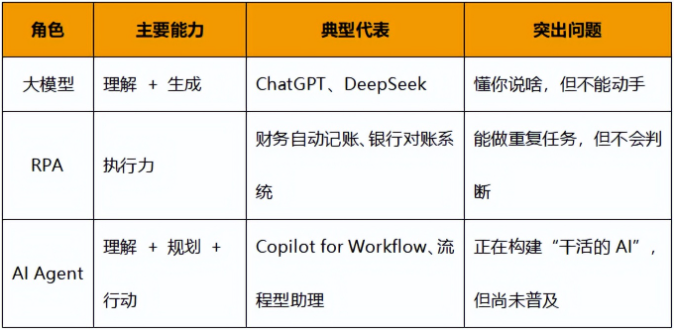 角色 主要能力 典型代表 突出问题
大模型 理解 + 生成 ChatGPT、DeepSeek 懂你说啥，但不能动手
RPA 执行力 财务自动记账、银行对账系
统 能做重复任务，但不会判
断
AI Agent 理解 + 规划 +
行动 Copilot for Workflow、流
程型助理 正在构建“干活的 AI”，
但尚未普及